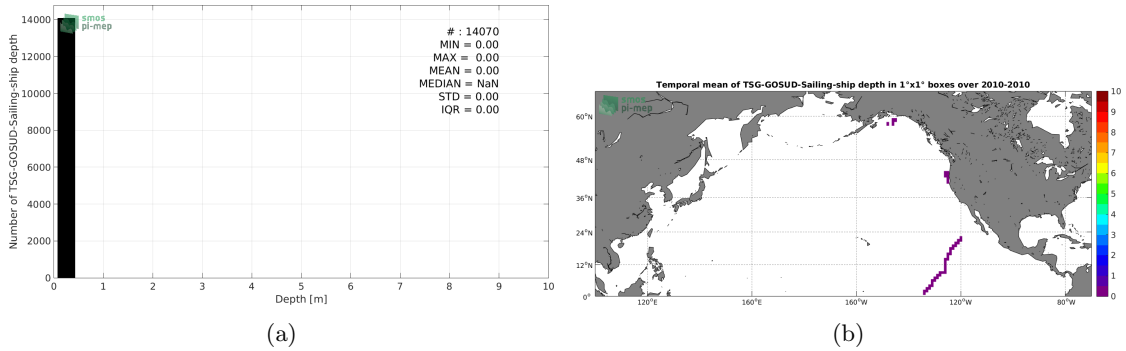 smos
pi-mep
# : 14070
MIN = 0.00
MAX = 0.00
MEAN = 0.00
MEDIAN = NaN
STD = 0.00
IQR = 0.00
Number of TSG-GOSUD-Sailing-ship depth
14000
12000
10000
8000
6000
4000
2000
0
0 1 2 3 4 5 6 7 8 9 10
Depth [m]
(a)
Temporal mean of TSG-GOSUD-Sailing-ship depth in 1°x1° boxes over 2010-2010
smos
pi-mep
60°N
48°N
36°N
24°N
12°N
0°
120°E 160°E 160°W 120°W 80°W
10
9
8
7
6
5
4
3
2
1
0
(b)